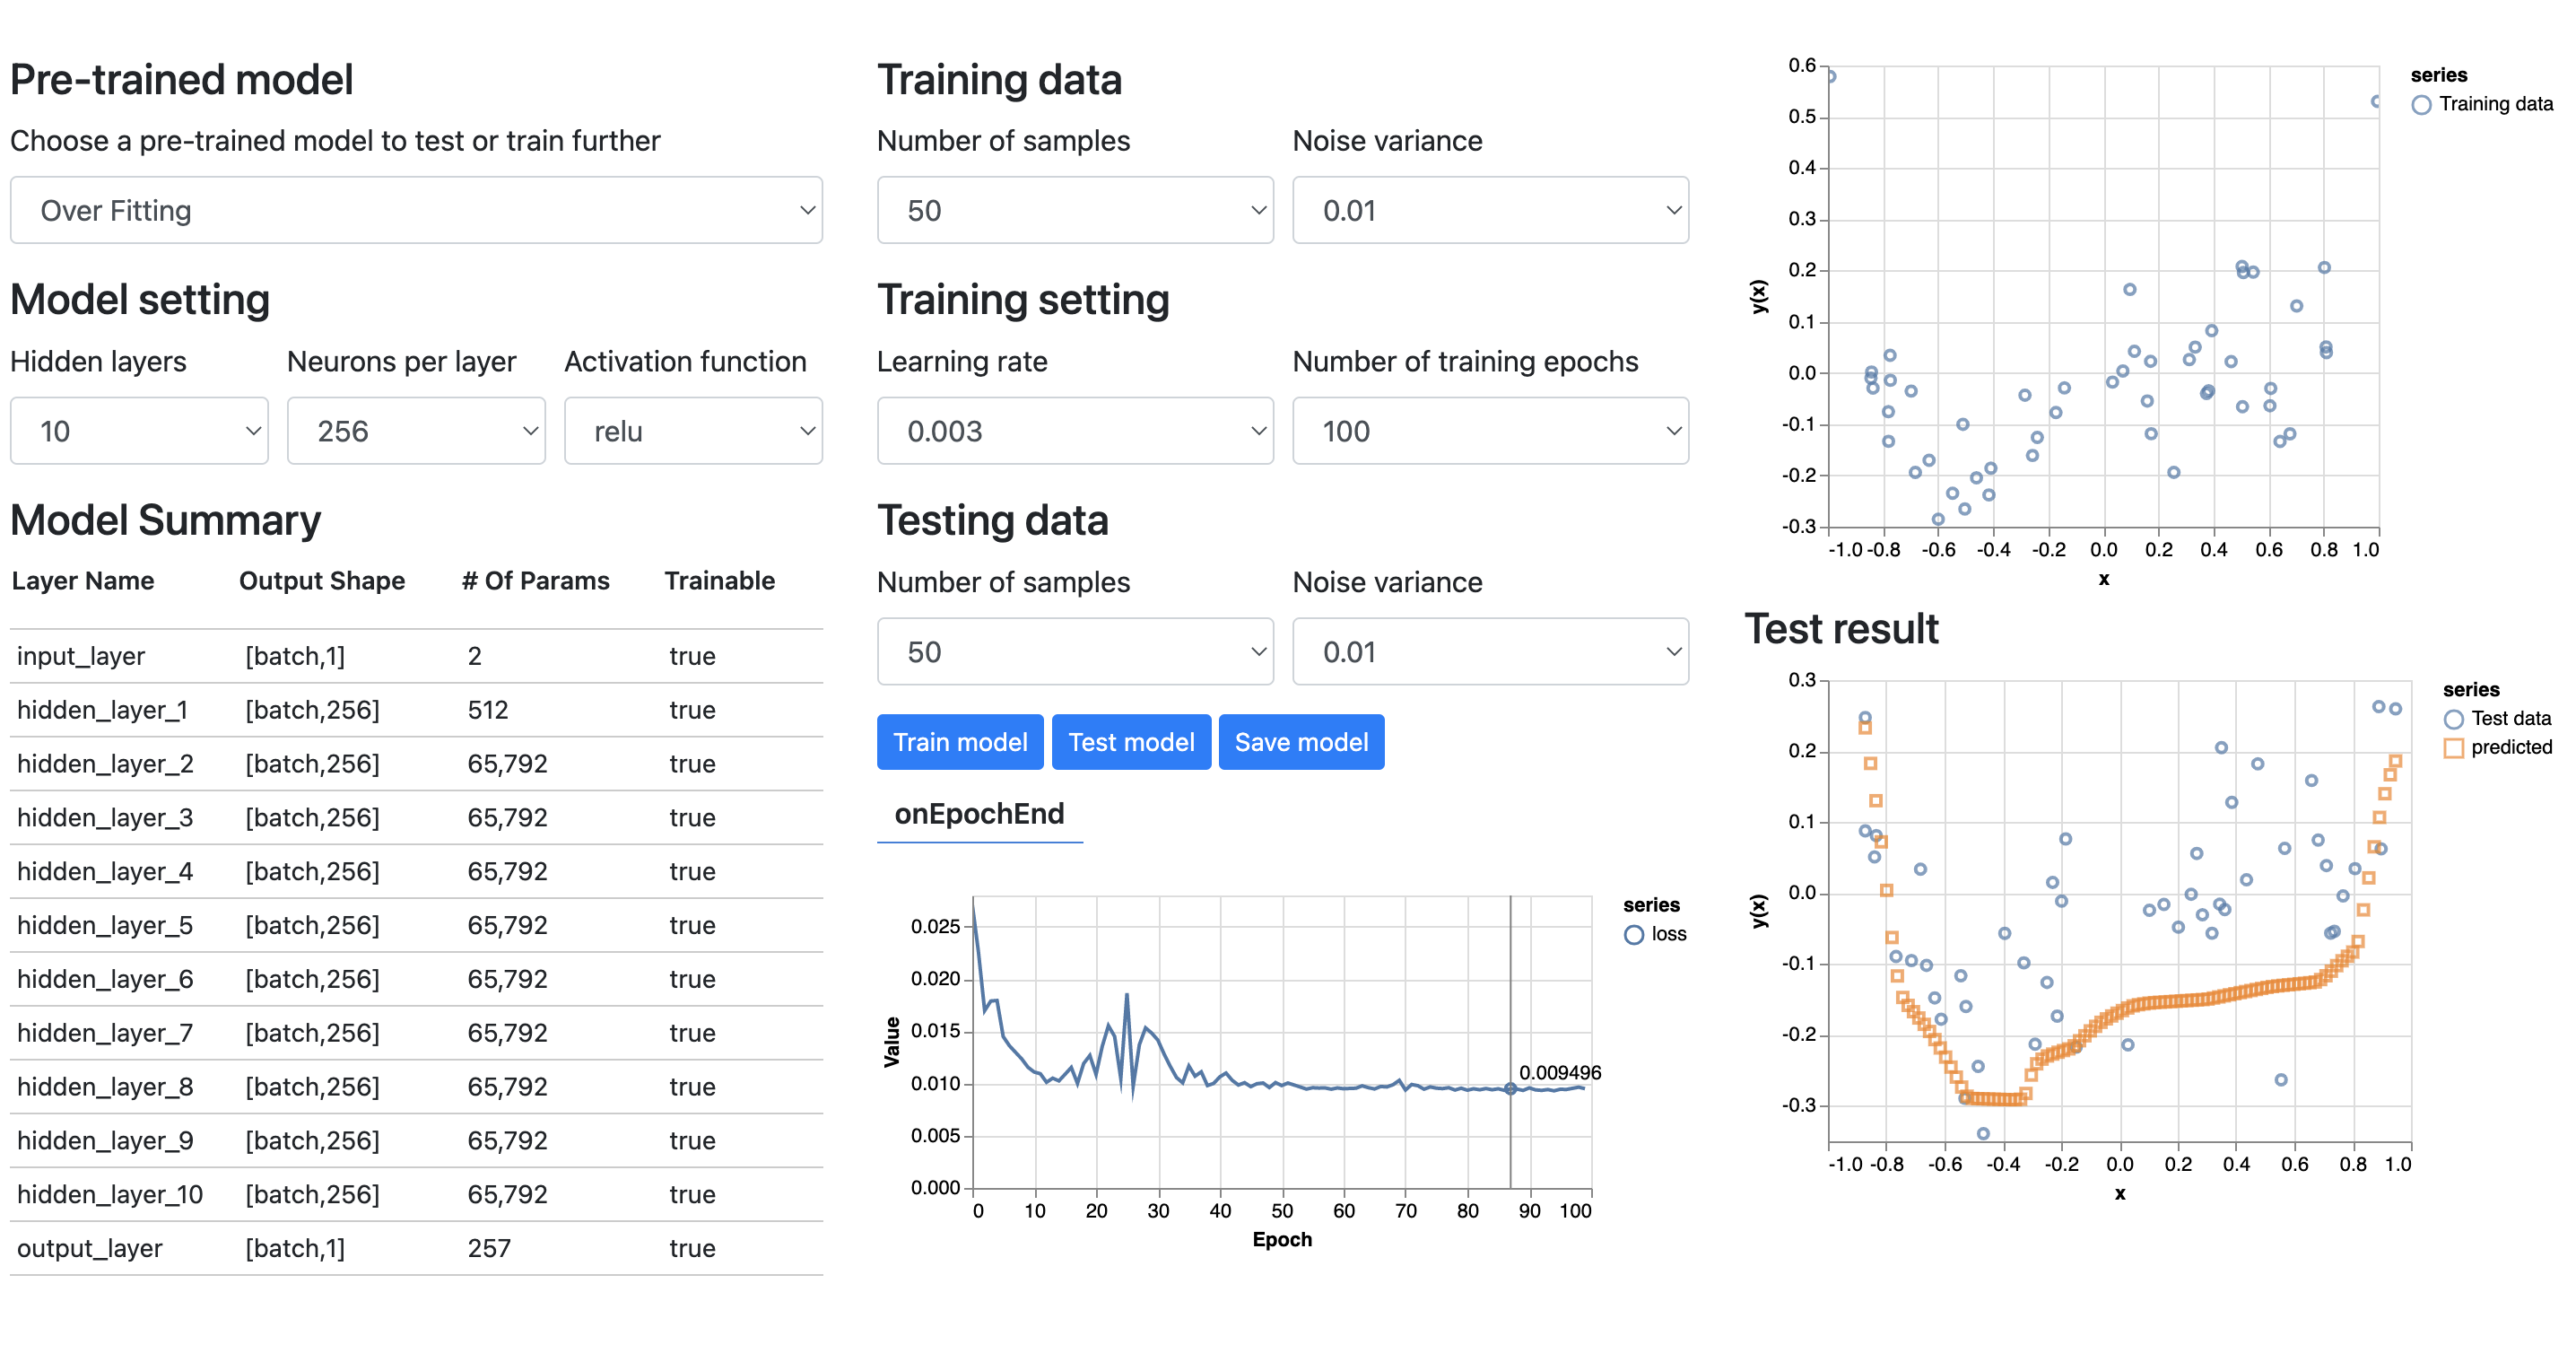 Pre-trained model
Choose a pre-trained model to test or train further
Over Fitting
Model setting
Hidden layers Neurons per layer Activation function
10 256 relu
Model Summary
Layer Name Output Shape # Of Params Trainable
input_layer [batch,1] 2 true
hidden_layer_1 [batch,256] 512 true
hidden_layer_2 [batch,256] 65,792 true
hidden_layer_3 [batch,256] 65,792 true
hidden_layer_4 [batch,256] 65,792 true
hidden_layer_5 [batch,256] 65,792 true
hidden_layer_6 [batch,256] 65,792 true
hidden_layer_7 [batch,256] 65,792 true
hidden_layer_8 [batch,256] 65,792 true
hidden_layer_9 [batch,256] 65,792 true
hidden_layer_10 [batch,256] 65,792 true
output_layer [batch,1] 257 true
Training data
Number of samples Noise variance
50 0.01
Training setting
Learning rate Number of training epochs
0.003 100
Testing data
Number of samples Noise variance
50 0.01
Train model Test model Save model
onEpochEnd
series
loss
0.025
0.020
0.015
0.010
0.005
0.000
Value
0.009496
0 10 20 30 40 50 60 70 80 90 100
Epoch
0.6
0.5
0.4
0.3
0.2
0.1
0.0
-0.1
-0.2
-0.3
y(x)
-1.0 -0.8 -0.6 -0.4 -0.2 0.0 0.2 0.4 0.6 0.8 1.0
x
series
Training data
Test result
0.3
0.2
0.1
0.0
-0.1
-0.2
-0.3
y(x)
-1.0 -0.8 -0.6 -0.4 -0.2 0.0 0.2 0.4 0.6 0.8 1.0
x
series
Test data
predicted